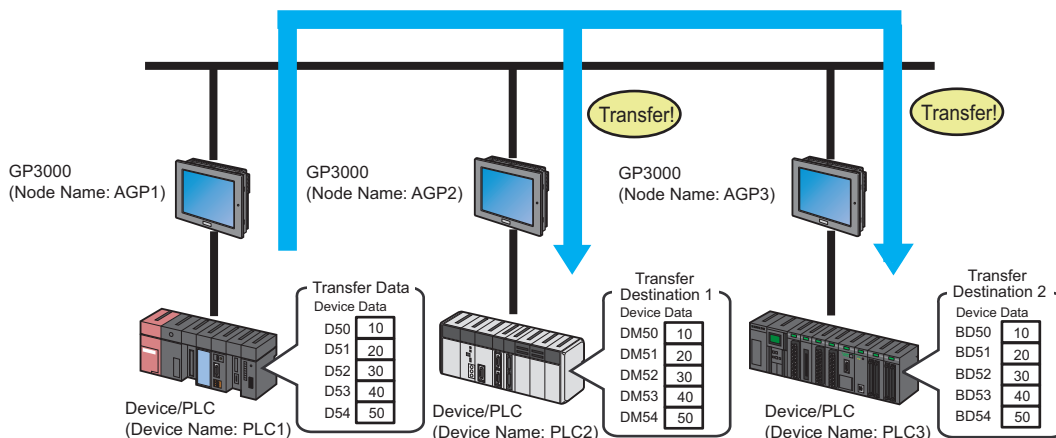 Transfer!
Transfer!
GP3000
(Node Name: AGP1)
GP3000
(Node Name: AGP2)
GP3000
(Node Name: AGP3)
Transfer Data
Device Data
D50 10
D51 20
D52 30
D53 40
D54 50
Device/PLC
(Device Name: PLC1)
Transfer
Destination 1
Device Data
DM50 10
DM51 20
DM52 30
DM53 40
DM54 50
Device/PLC
(Device Name: PLC2)
Transfer
Destination 2
Device Data
BD50 10
BD51 20
BD52 30
BD53 40
BD54 50
Device/PLC
(Device Name: PLC3)